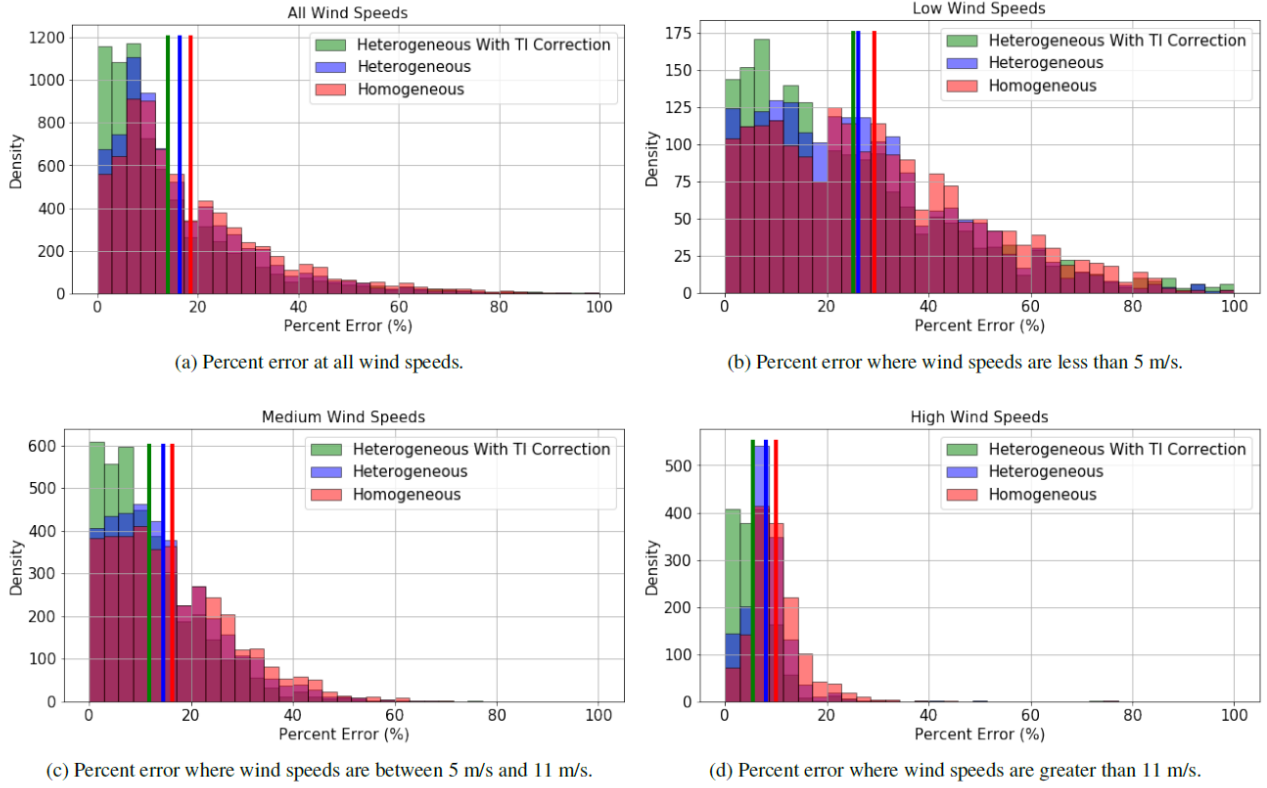 All Wind Speeds
Heterogeneous With TI Correction
Heterogeneous
Homogeneous
Density
1200
1000
800
600
400
200
0
0 20 40 60 80 100
Percent Error (%)
(a) Percent error at all wind speeds.
Low Wind Speeds
Heterogeneous With TI Correction
Heterogeneous
Homogeneous
Density
175
150
125
100
75
50
25
0
0 20 40 60 80 100
Percent Error (%)
(b) Percent error where wind speeds are less than 5 m/s.
Medium Wind Speeds
Heterogeneous With TI Correction
Heterogeneous
Homogeneous
Density
600
500
400
300
200
100
0
0 20 40 60 80 100
Percent Error (%)
(c) Percent error where wind speeds are between 5 m/s and 11 m/s.
High Wind Speeds
Heterogeneous With TI Correction
Heterogeneous
Homogeneous
Density
500
400
300
200
100
0
0 20 40 60 80 100
Percent Error (%)
(d) Percent error where wind speeds are greater than 11 m/s.